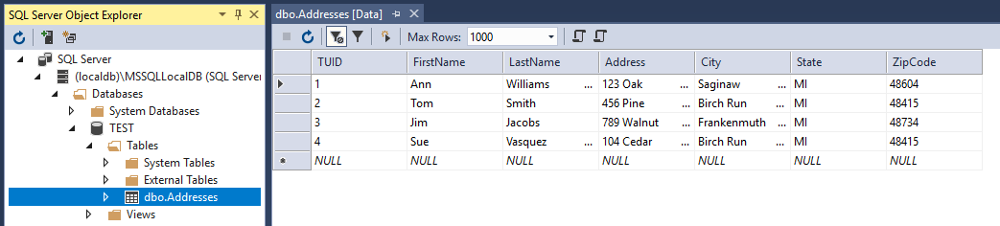 SQL Server Object Explorer
SQL Server
(localdb)\MSSQLLocalDB (SQL Server
Databases
System Databases
TEST
Tables
System Tables
External Tables
dbo.Addresses
Views
dbo.Addresses [Data]
Max Rows: 1000
TUID FirstName LastName Address City State ZipCode
1 Ann Williams ... 123 Oak ... Saginaw ... MI 48604
2 Tom Smith ... 456 Pine ... Birch Run ... MI 48415
3 Jim Jacobs ... 789 Walnut ... Frankenmuth ... MI 48734
4 Sue Vasquez ... 104 Cedar ... Birch Run ... MI 48415
NULL NULL NULL NULL NULL NULL NULL